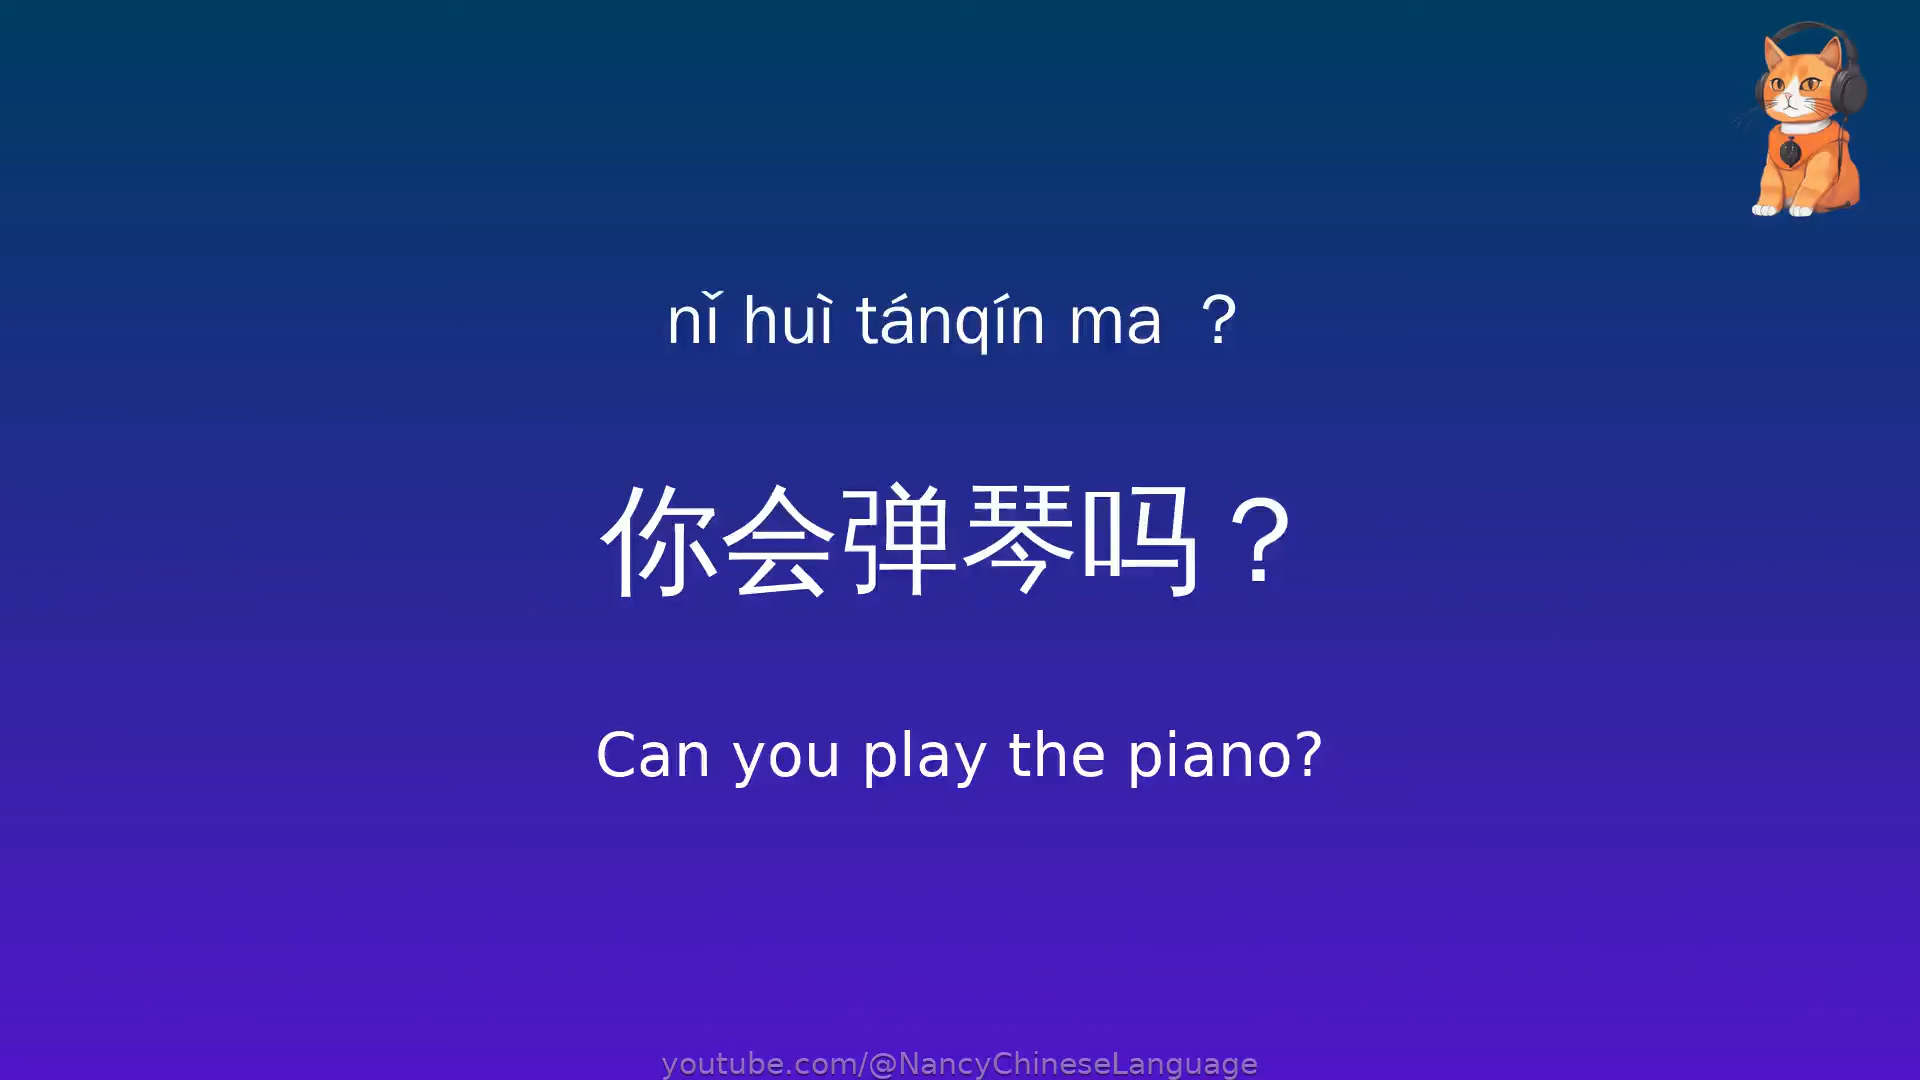 nǐ huì tánqín ma ？
你会弹琴吗？
Can you play the piano?
youtube.com/@NancyChineseLanguage